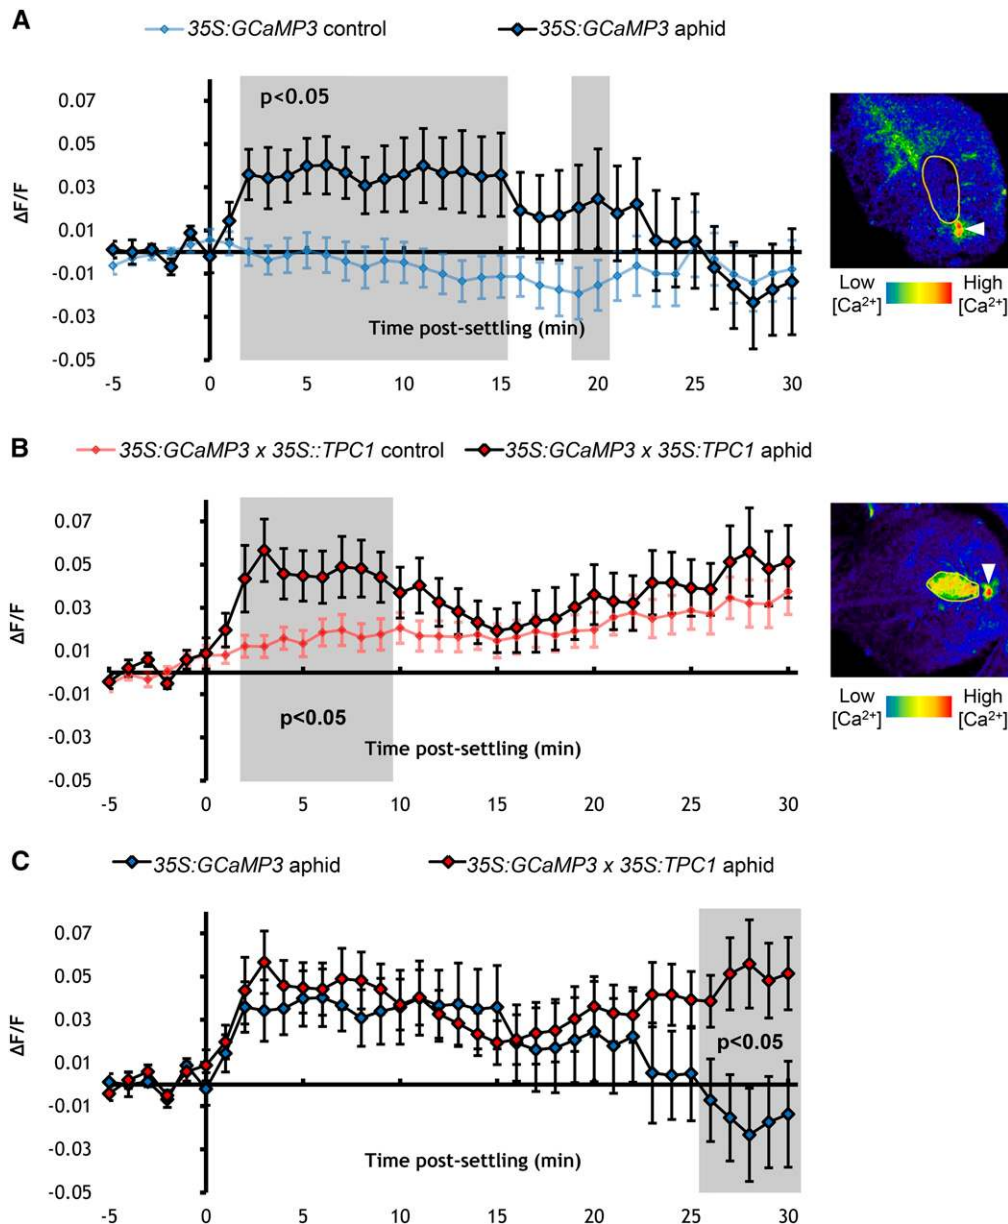 A
35S:GCaMP3 control
35S:GCaMP3 aphid
p<0.05
ΔF/F
0.07
0.05
0.03
0.01
-0.01
-0.03
-0.05
Time post-settling (min)
-5 0 5 10 15 20 25 30
Low [Ca²⁺]
High [Ca²⁺]
B
35S:GCaMP3 x 35S::TPC1 control
35S:GCaMP3 x 35S:TPC1 aphid
p<0.05
ΔF/F
0.07
0.05
0.03
0.01
-0.01
-0.03
-0.05
Time post-settling (min)
-5 0 5 10 15 20 25 30
Low [Ca²⁺]
High [Ca²⁺]
C
35S:GCaMP3 aphid
35S:GCaMP3 x 35S:TPC1 aphid
p<0.05
ΔF/F
0.07
0.05
0.03
0.01
-0.01
-0.03
-0.05
Time post-settling (min)
-5 0 5 10 15 20 25 30